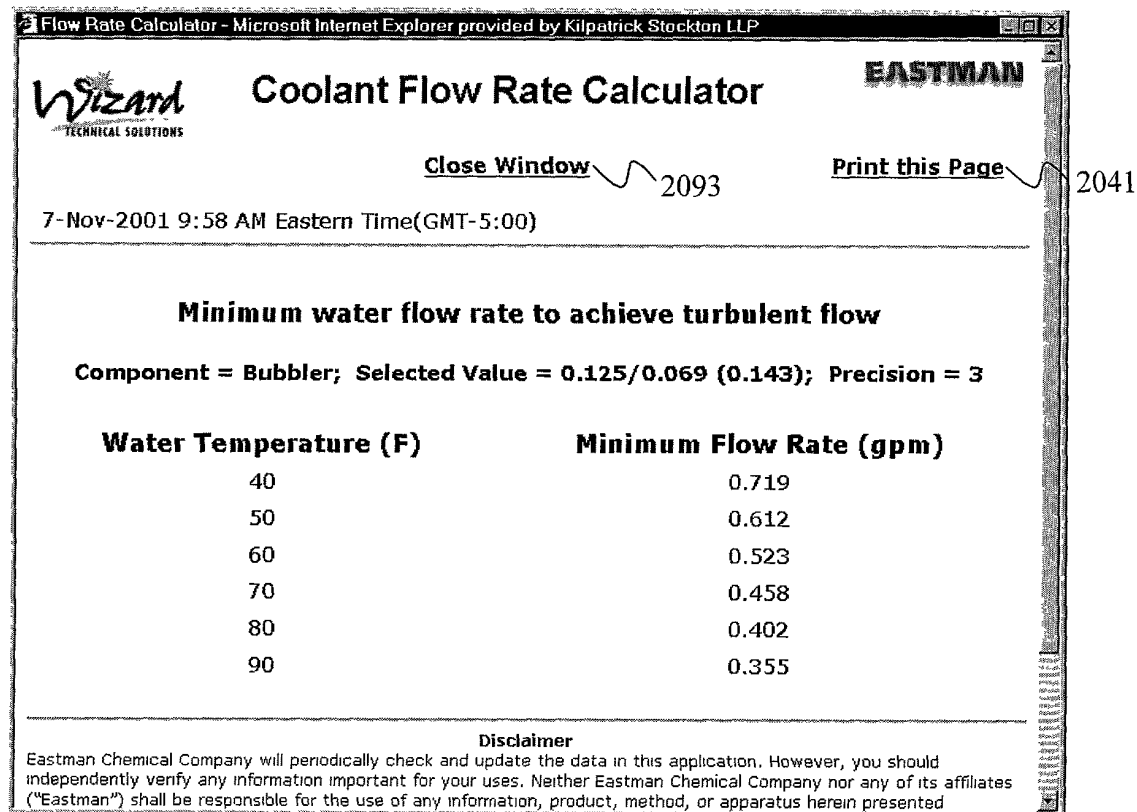 Flow Rate Calculator - Microsoft Internet Explorer provided by Kilpatrick Stockton LLP
Wizard
TECHNICAL SOLUTIONS
Coolant Flow Rate Calculator
EASTMAN
Close Window 2093
Print this Page 2041
7-Nov-2001 9:58 AM Eastern Time(GMT-5:00)
Minimum water flow rate to achieve turbulent flow
Component = Bubbler; Selected Value = 0.125/0.069 (0.143); Precision = 3
Water Temperature (F) Minimum Flow Rate (gpm)
40 0.719
50 0.612
60 0.523
70 0.458
80 0.402
90 0.355
Disclaimer
Eastman Chemical Company will periodically check and update the data in this application. However, you should
independently verify any information important for your uses. Neither Eastman Chemical Company nor any of its affiliates
("Eastman") shall be responsible for the use of any information, product, method, or apparatus herein presented